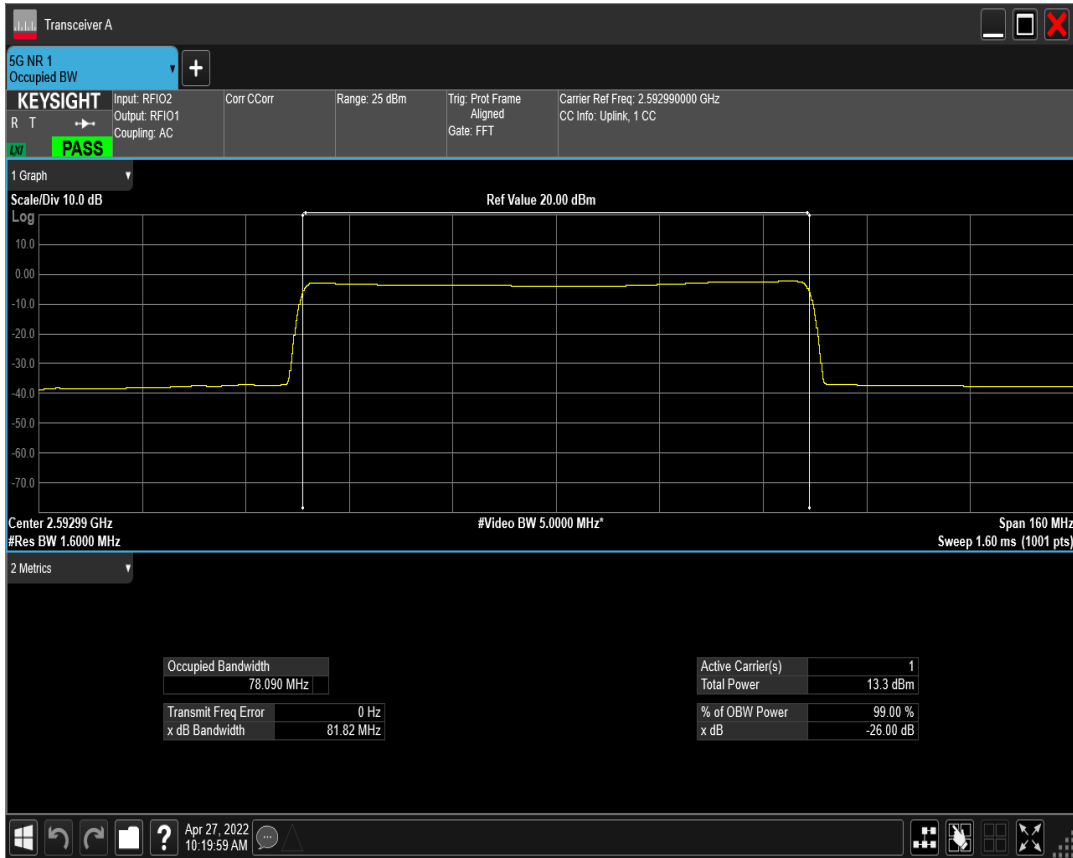 Transceiver A
5G NR 1
Occupied BW
+
KEYSIGHT
R T
LXI
PASS
Input: RFIO2
Output: RFIO1
Coupling: AC
Corr CCorr
Range: 25 dBm
Trig: Prot Frame
Aligned
Gate: FFT
Carrier Ref Freq: 2.592990000 GHz
CC Info: Uplink, 1 CC
1 Graph
Scale/Div 10.0 dB
Ref Value 20.00 dBm
Log
10.0
0.00
-10.0
-20.0
-30.0
-40.0
-50.0
-60.0
-70.0
Center 2.59299 GHz
#Video BW 5.0000 MHz*
Span 160 MHz
#Res BW 1.6000 MHz
Sweep 1.60 ms (1001 pts)
2 Metrics
Occupied Bandwidth
78.090 MHz
Transmit Freq Error 0 Hz
x dB Bandwidth 81.82 MHz
Active Carrier(s) 1
Total Power 13.3 dBm
% of OBW Power 99.00 %
x dB -26.00 dB
?
Apr 27, 2022
10:19:59 AM